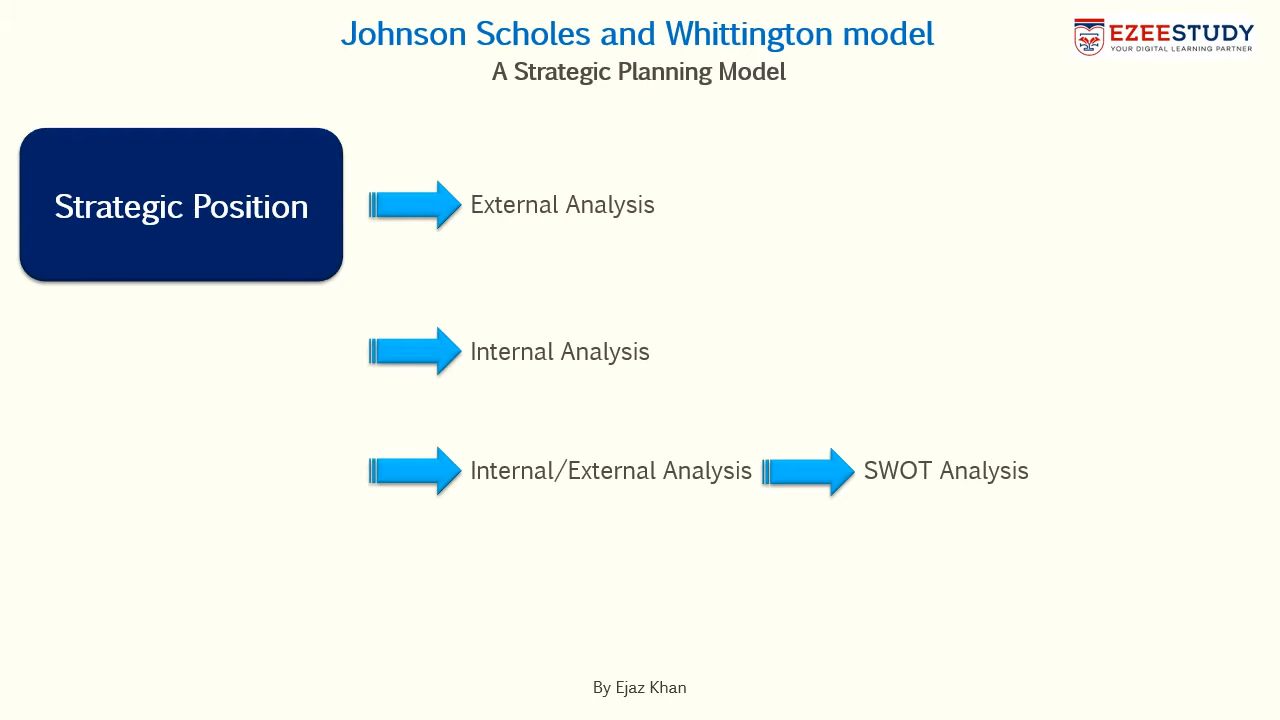 Johnson Scholes and Whittington model
A Strategic Planning Model
EZEESTUDY
YOUR DIGITAL LEARNING PARTNER
Strategic Position
External Analysis
Internal Analysis
Internal/External Analysis
SWOT Analysis
By Ejaz Khan